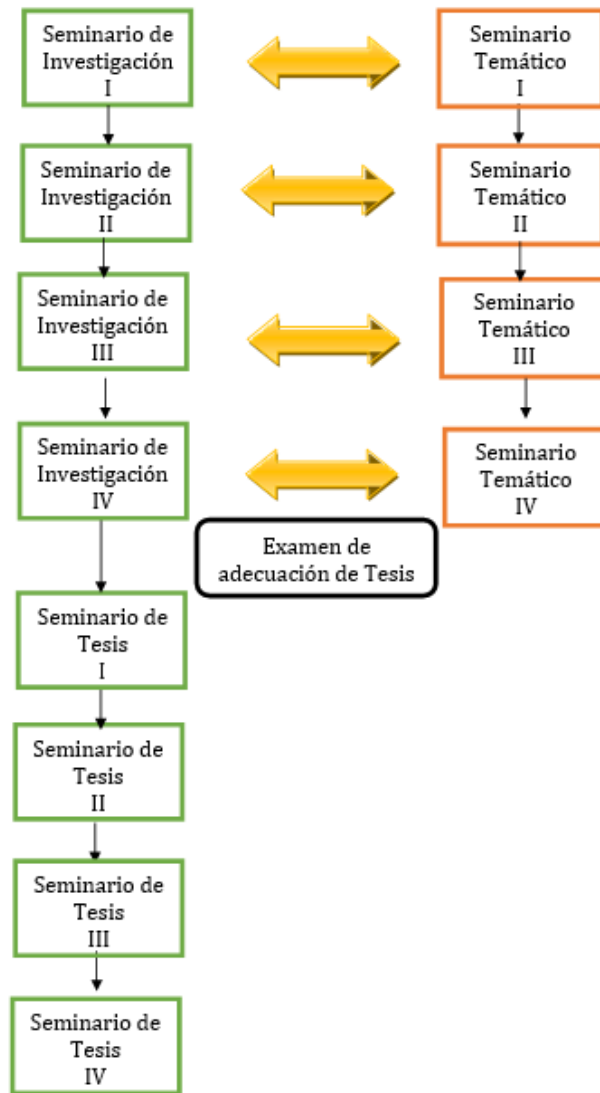 Seminario de
Investigación
I
Seminario
Temático
I
Seminario de
Investigación
II
Seminario
Temático
II
Seminario de
Investigación
III
Seminario
Temático
III
Seminario de
Investigación
IV
Seminario
Temático
IV
Examen de
adecuación de Tesis
Seminario de
Tesis
I
Seminario de
Tesis
II
Seminario de
Tesis
III
Seminario de
Tesis
IV